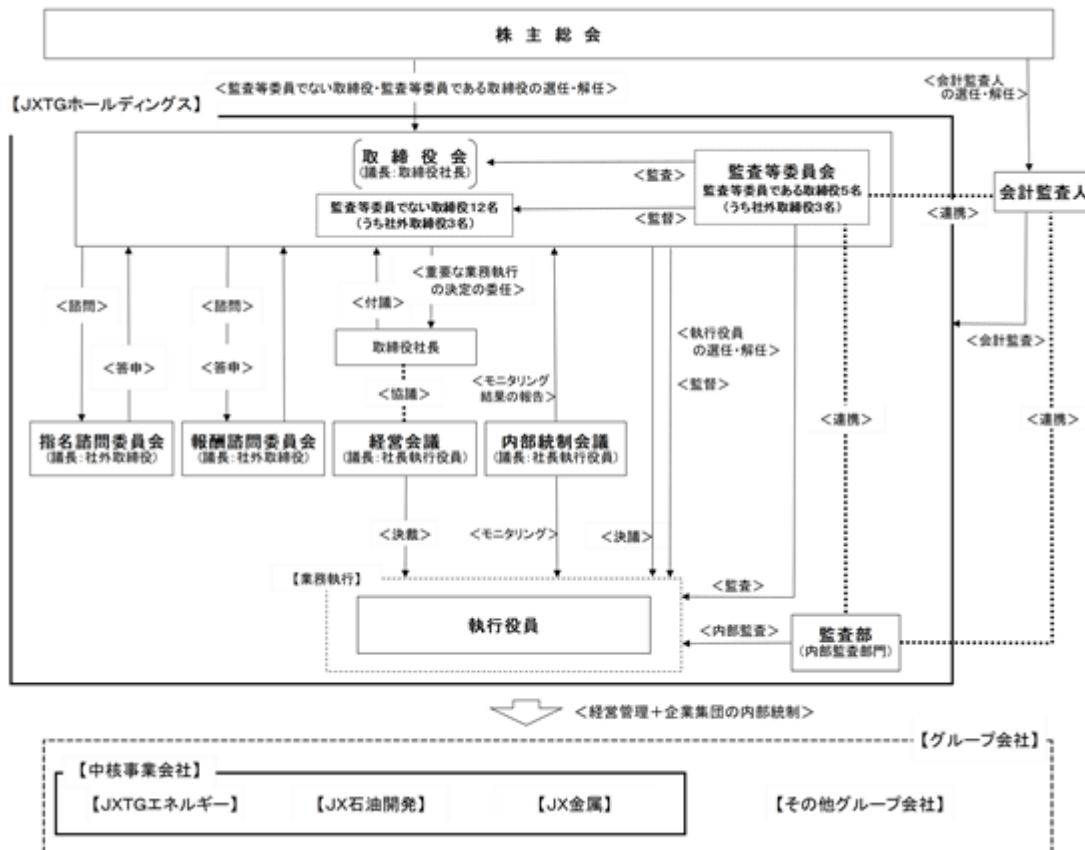 株主総会
<監査等委員でない取締役・監査等委員である取締役の選任・解任>
<会計監査人
の選任・解任>
【JXTGホールディングス】
取締役会
(議長:取締役社長)
監査等委員でない取締役12名
(うち社外取締役3名)
<監査>
<監督>
監査等委員会
監査等委員である取締役5名
(うち社外取締役3名)
<連携>
会計監査人
<諮問>
<答申>
<諮問>
<答申>
<付議>
<重要な業務執行
の決定の委任>
取締役社長
<協議>
<モニタリング
結果の報告>
<執行役員
の選任・解任>
<監督>
<会計監査>
<連携>
<連携>
指名諮問委員会
(議長:社外取締役)
報酬諮問委員会
(議長:社外取締役)
経営会議
(議長:社長執行役員)
内部統制会議
(議長:社長執行役員)
<決裁>
<モニタリング>
<決議>
【業務執行】
執行役員
<監査>
<内部監査>
監査部
(内部監査部門)
<経営管理+企業集団の内部統制>
【グループ会社】
【中核事業会社】
【JXTGエネルギー】
【JX石油開発】
【JX金属】
【その他グループ会社】